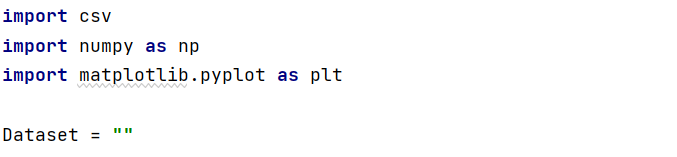 import csv
import numpy as np
import matplotlib.pyplot as plt
Dataset = ""